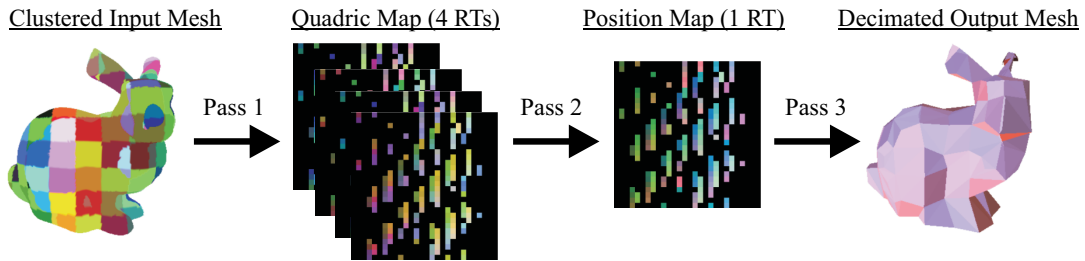 Clustered Input Mesh
Quadric Map (4 RTs)
Position Map (1 RT)
Decimated Output Mesh
Pass 1
Pass 2
Pass 3